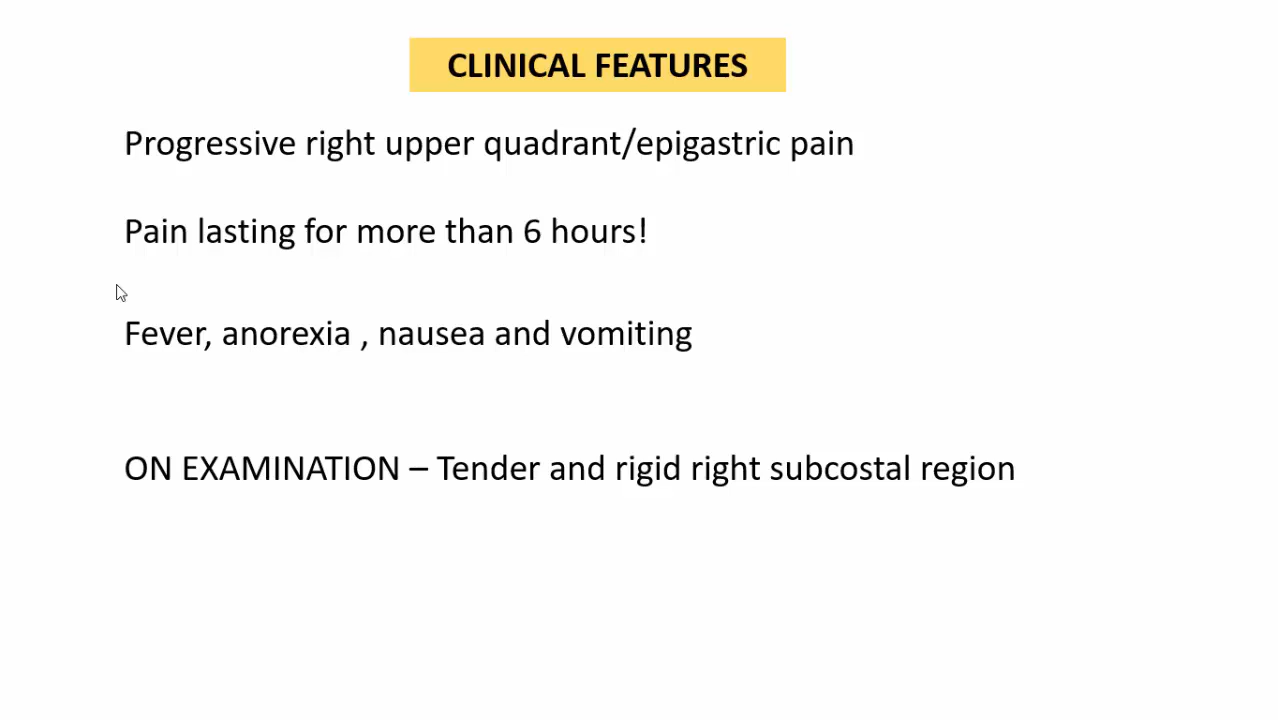 CLINICAL FEATURES
Progressive right upper quadrant/epigastric pain
Pain lasting for more than 6 hours!
Fever, anorexia , nausea and vomiting
ON EXAMINATION – Tender and rigid right subcostal region